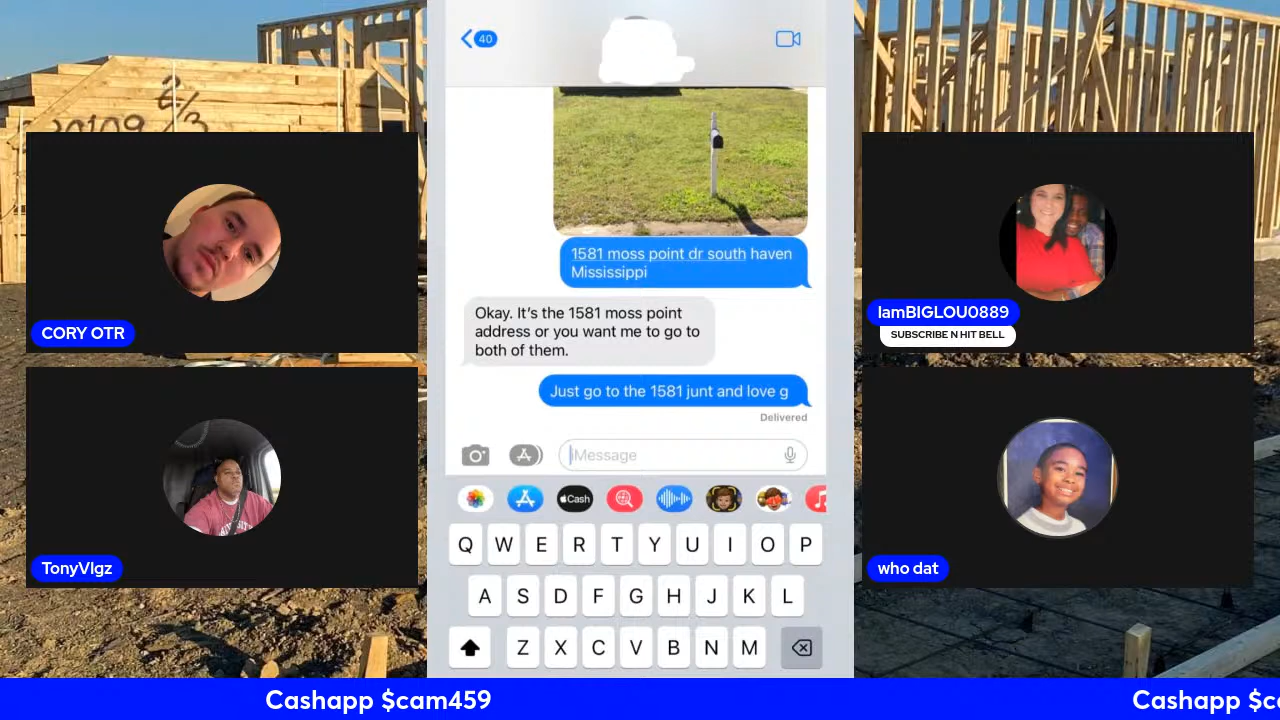 40
1581 moss point dr south haven
Mississippi
Okay. It's the 1581 moss point
address or you want me to go to
both of them.
Just go to the 1581 junt and love g
Delivered
iMessage
Cash
Q W E R T Y U I O P
A S D F G H J K L
Z X C V B N M
CORY OTR
TonyVlgz
IamBIGLOU0889
SUBSCRIBE N HIT BELL
who dat
Cashapp $cam459
Cashapp $c